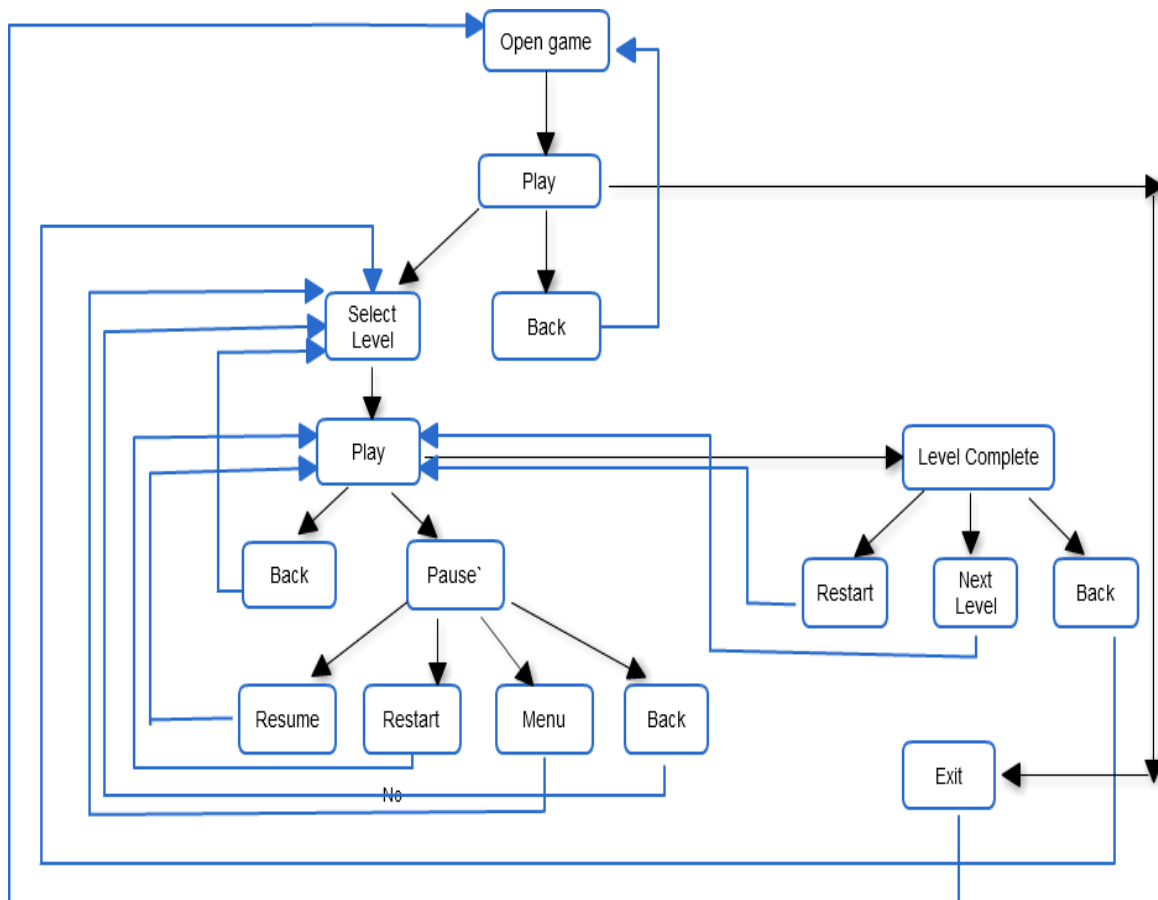 Open game
Play
Select
Level
Back
Play
Level Complete
Back
Pause`
Restart
Next
Level
Back
Resume
Restart
Menu
Back
Exit
No